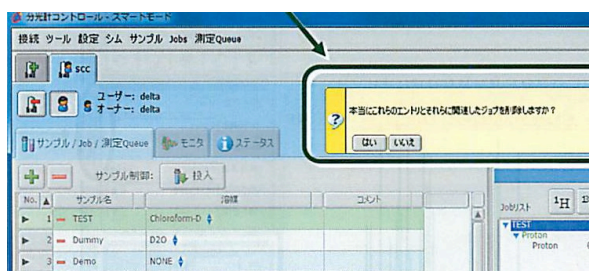 分光計コントロール - スマートモード
接続 ツール 設定 シム サンプル Jobs 測定Queue
scc
ユーザー: delta
オーナー: delta
本当にこれらのエントリとそれらに関連したジョブを削除しますか？
はい いいえ
サンプル / Job / 測定Queue モニタ ステータス
サンプル制御: 投入
No. サンプル名 溶媒 コメント
1 TEST Chloroform-D
2 Dummy D2O
3 Demo NONE
Jobリスト 1H
TEST
Proton
Proton